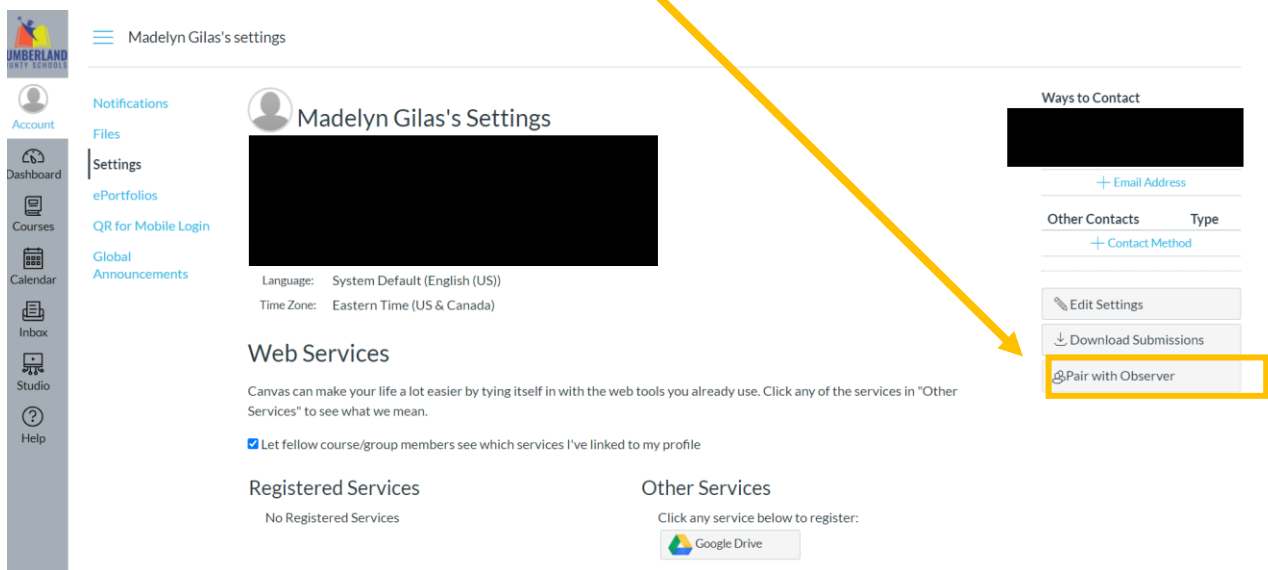 Madelyn Gilas's settings
UMBERLAND
UNTY SCHOOLS
Account
Dashboard
Courses
Calendar
Inbox
Studio
Help
Notifications
Files
Settings
ePortfolios
QR for Mobile Login
Global
Announcements
Madelyn Gilas's Settings
Language: System Default (English (US))
Time Zone: Eastern Time (US & Canada)
Web Services
Canvas can make your life a lot easier by tying itself in with the web tools you already use. Click any of the services in "Other
Services" to see what we mean.
Let fellow course/group members see which services I've linked to my profile
Registered Services
No Registered Services
Other Services
Click any service below to register:
Google Drive
Ways to Contact
+ Email Address
Other Contacts Type
+ Contact Method
Edit Settings
Download Submissions
Pair with Observer